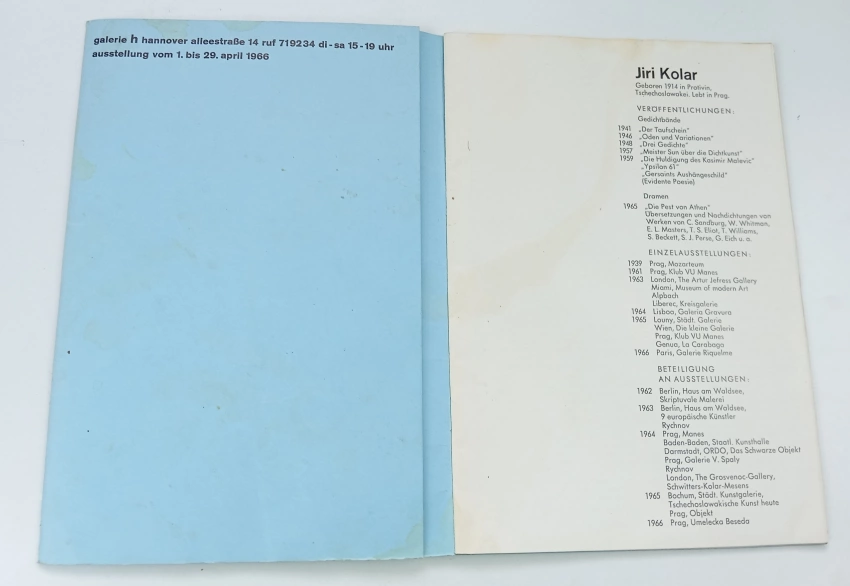 galerie h hannover alleestraße 14 ruf 719234 di-sa 15-19 uhr
ausstellung vom 1. bis 29. april 1966
Jiri Kolar
Geboren 1914 in Protivin,
Tschechoslowakei. Lebt in Prag.
VERÖFFENTLICHUNGEN:
Gedichtbände
1941 „Der Taufschein"
1946 „Oden und Variationen"
1948 „Drei Gedichte"
1957 „Meister Sun über die Dichtkunst"
1959 „Die Huldigung des Kasimir Malevic"
„Ypsilon 61"
„Gersaints Aushängeschild"
(Evidente Poesie)
Dramen
1965 „Die Pest von Athen"
Übersetzungen und Nachdichtungen von
Werken von C. Sandburg, W. Whitman,
E. L. Masters, T. S. Eliot, T. Williams,
S. Beckett, S. J. Perse, G. Eich u. a.
EINZELAUSSTELLUNGEN:
1939 Prag, Mozarteum
1961 Prag, Klub VU Manes
1963 London, The Artur Jefress Gallery
Miami, Museum of modern Art
Alpbach
Liberec, Kreisgalerie
1964 Lisboa, Galeria Gravura
1965 Louny, Städt. Galerie
Wien, Die kleine Galerie
Prag, Klub VU Manes
Genua, La Carabaga
1966 Paris, Galerie Riquelme
BETEILIGUNG
AN AUSSTELLUNGEN:
1962 Berlin, Haus am Waldsee,
Skripturale Malerei
1963 Berlin, Haus am Waldsee,
9 europäische Künstler
Rychnov
1964 Prag, Manes
Baden-Baden, Staatl. Kunsthalle
Darmstadt, ORDO, Das Schwarze Objekt
Prag, Galerie V. Spaly
Rychnov
London, The Grosvenac-Gallery,
Schwitters-Kolar-Mesens
1965 Bochum, Städt. Kunstgalerie,
Tschechoslowakische Kunst heute
Prag, Objekt
1966 Prag, Umelecka Beseda